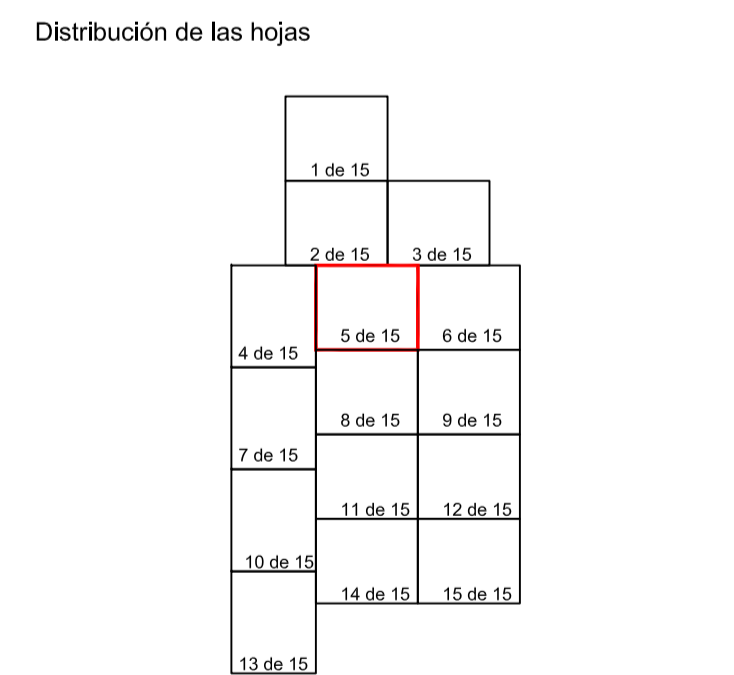 Distribución de las hojas
1 de 15
2 de 15
3 de 15
4 de 15
5 de 15
6 de 15
7 de 15
8 de 15
9 de 15
10 de 15
11 de 15
12 de 15
13 de 15
14 de 15
15 de 15